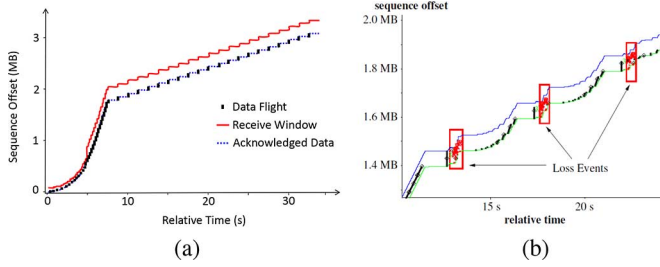 Sequence Offset (MB)
3
2
1
0
0
10
20
30
Relative Time (s)
Data Flight
Receive Window
Acknowledged Data
(a)
sequence offset
2.0 MB
1.8 MB
1.6 MB
1.4 MB
15 s
20 s
relative time
Loss Events
(b)